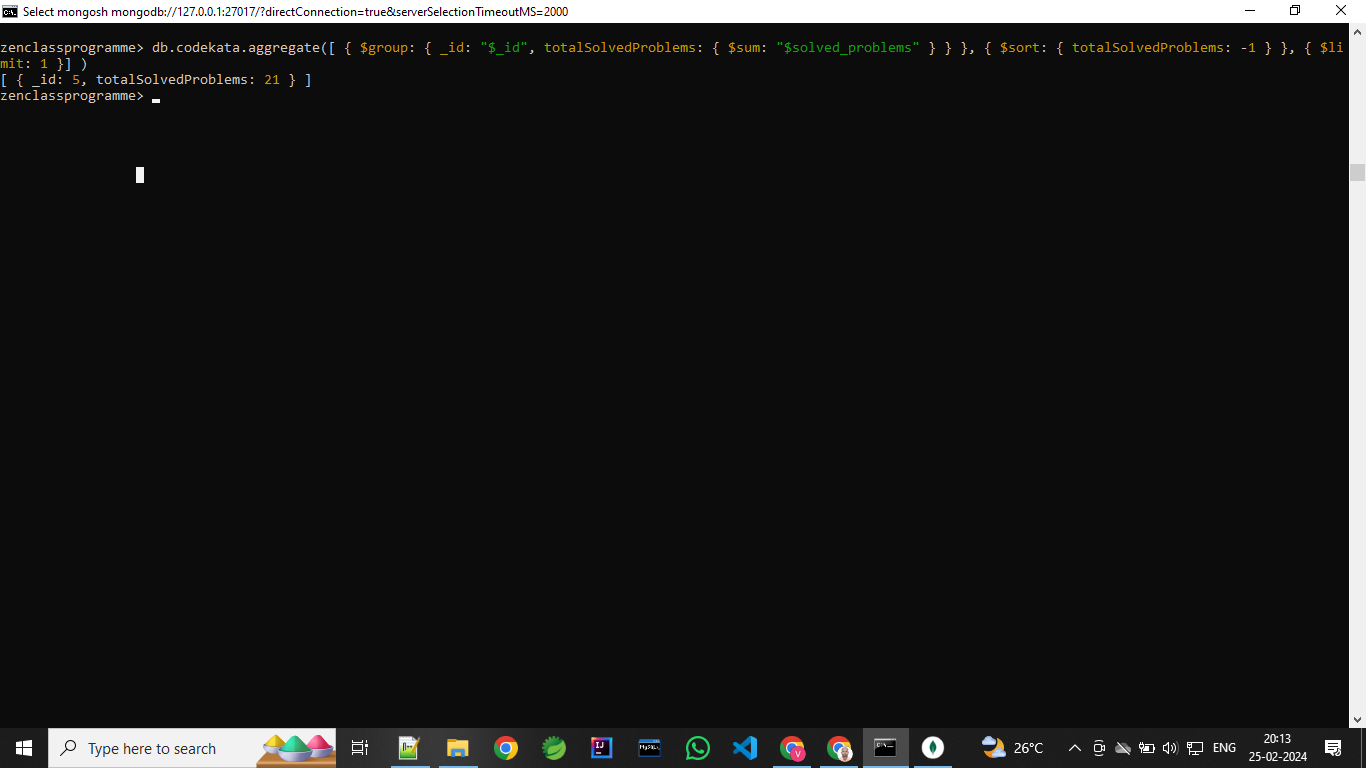 Select mongosh mongodb://127.0.0.1:27017/?directConnection=true&serverSelectionTimeoutMS=2000
zenclassprogramme> db.codekata.aggregate([ { $group: { _id: "$_id", totalSolvedProblems: { $sum: "$solved_problems" } } }, { $sort: { totalSolvedProblems: -1 } }, { $li
mit: 1 }] )
[ { _id: 5, totalSolvedProblems: 21 } ]
zenclassprogramme>
Type here to search
26°C
ENG
20:13
25-02-2024